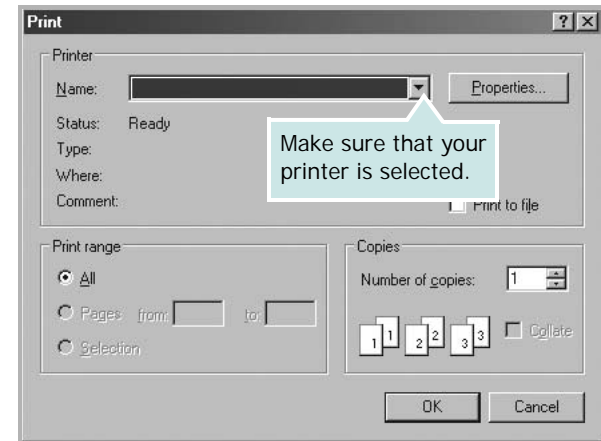 Print
Printer
Name:
Properties...
Status: Ready
Type:
Where:
Comment:
Make sure that your
printer is selected.
Print to file
Print range
All
Pages from: to:
Selection
Copies
Number of copies: 1
1 1 2 2 3 3
Collate
OK Cancel